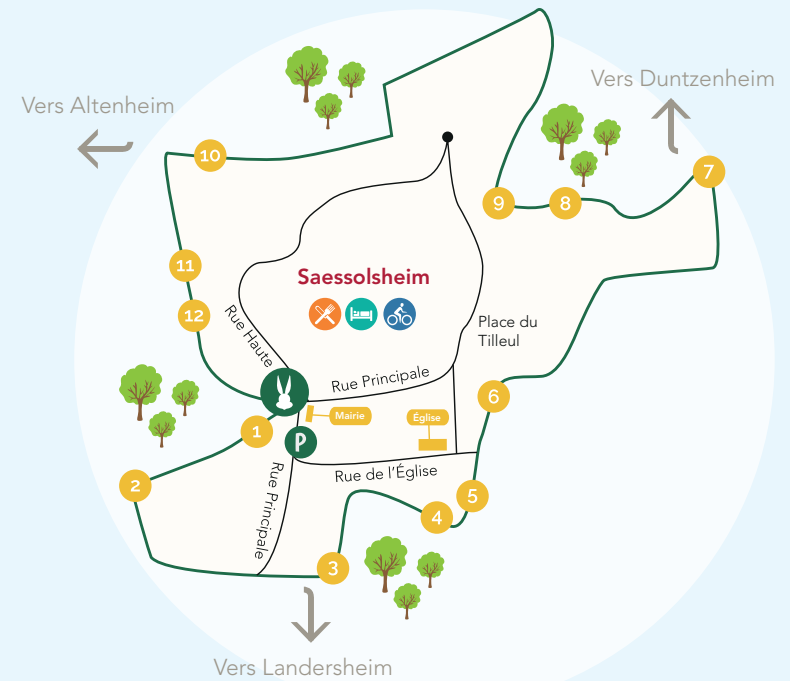 Vers Duntzenheim
Vers Altenheim
10
7
9
8
11
Saessolsheim
12
Rue Haute
Place du
Tilleul
Rue Principale
6
Mairie
Église
1
P
Rue de l'Église
Rue Principale
2
5
4
3
Vers Landersheim